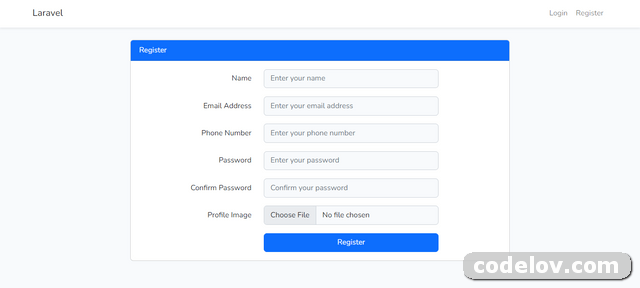 Laravel Login Register
Register
Name Enter your name
Email Address Enter your email address
Phone Number Enter your phone number
Password Enter your password
Confirm Password Confirm your password
Profile Image Choose File No file chosen
Register
codelov.com